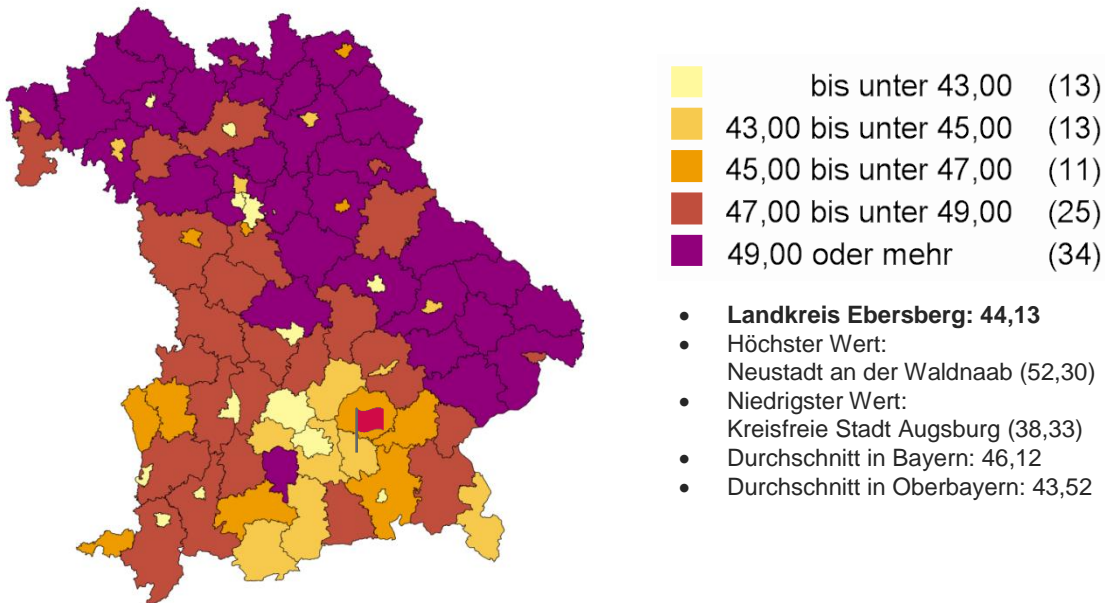 bis unter 43,00 (13)
43,00 bis unter 45,00 (13)
45,00 bis unter 47,00 (11)
47,00 bis unter 49,00 (25)
49,00 oder mehr (34)
• Landkreis Ebersberg: 44,13
• Höchster Wert:
Neustadt an der Waldnaab (52,30)
• Niedrigster Wert:
Kreisfreie Stadt Augsburg (38,33)
• Durchschnitt in Bayern: 46,12
• Durchschnitt in Oberbayern: 43,52